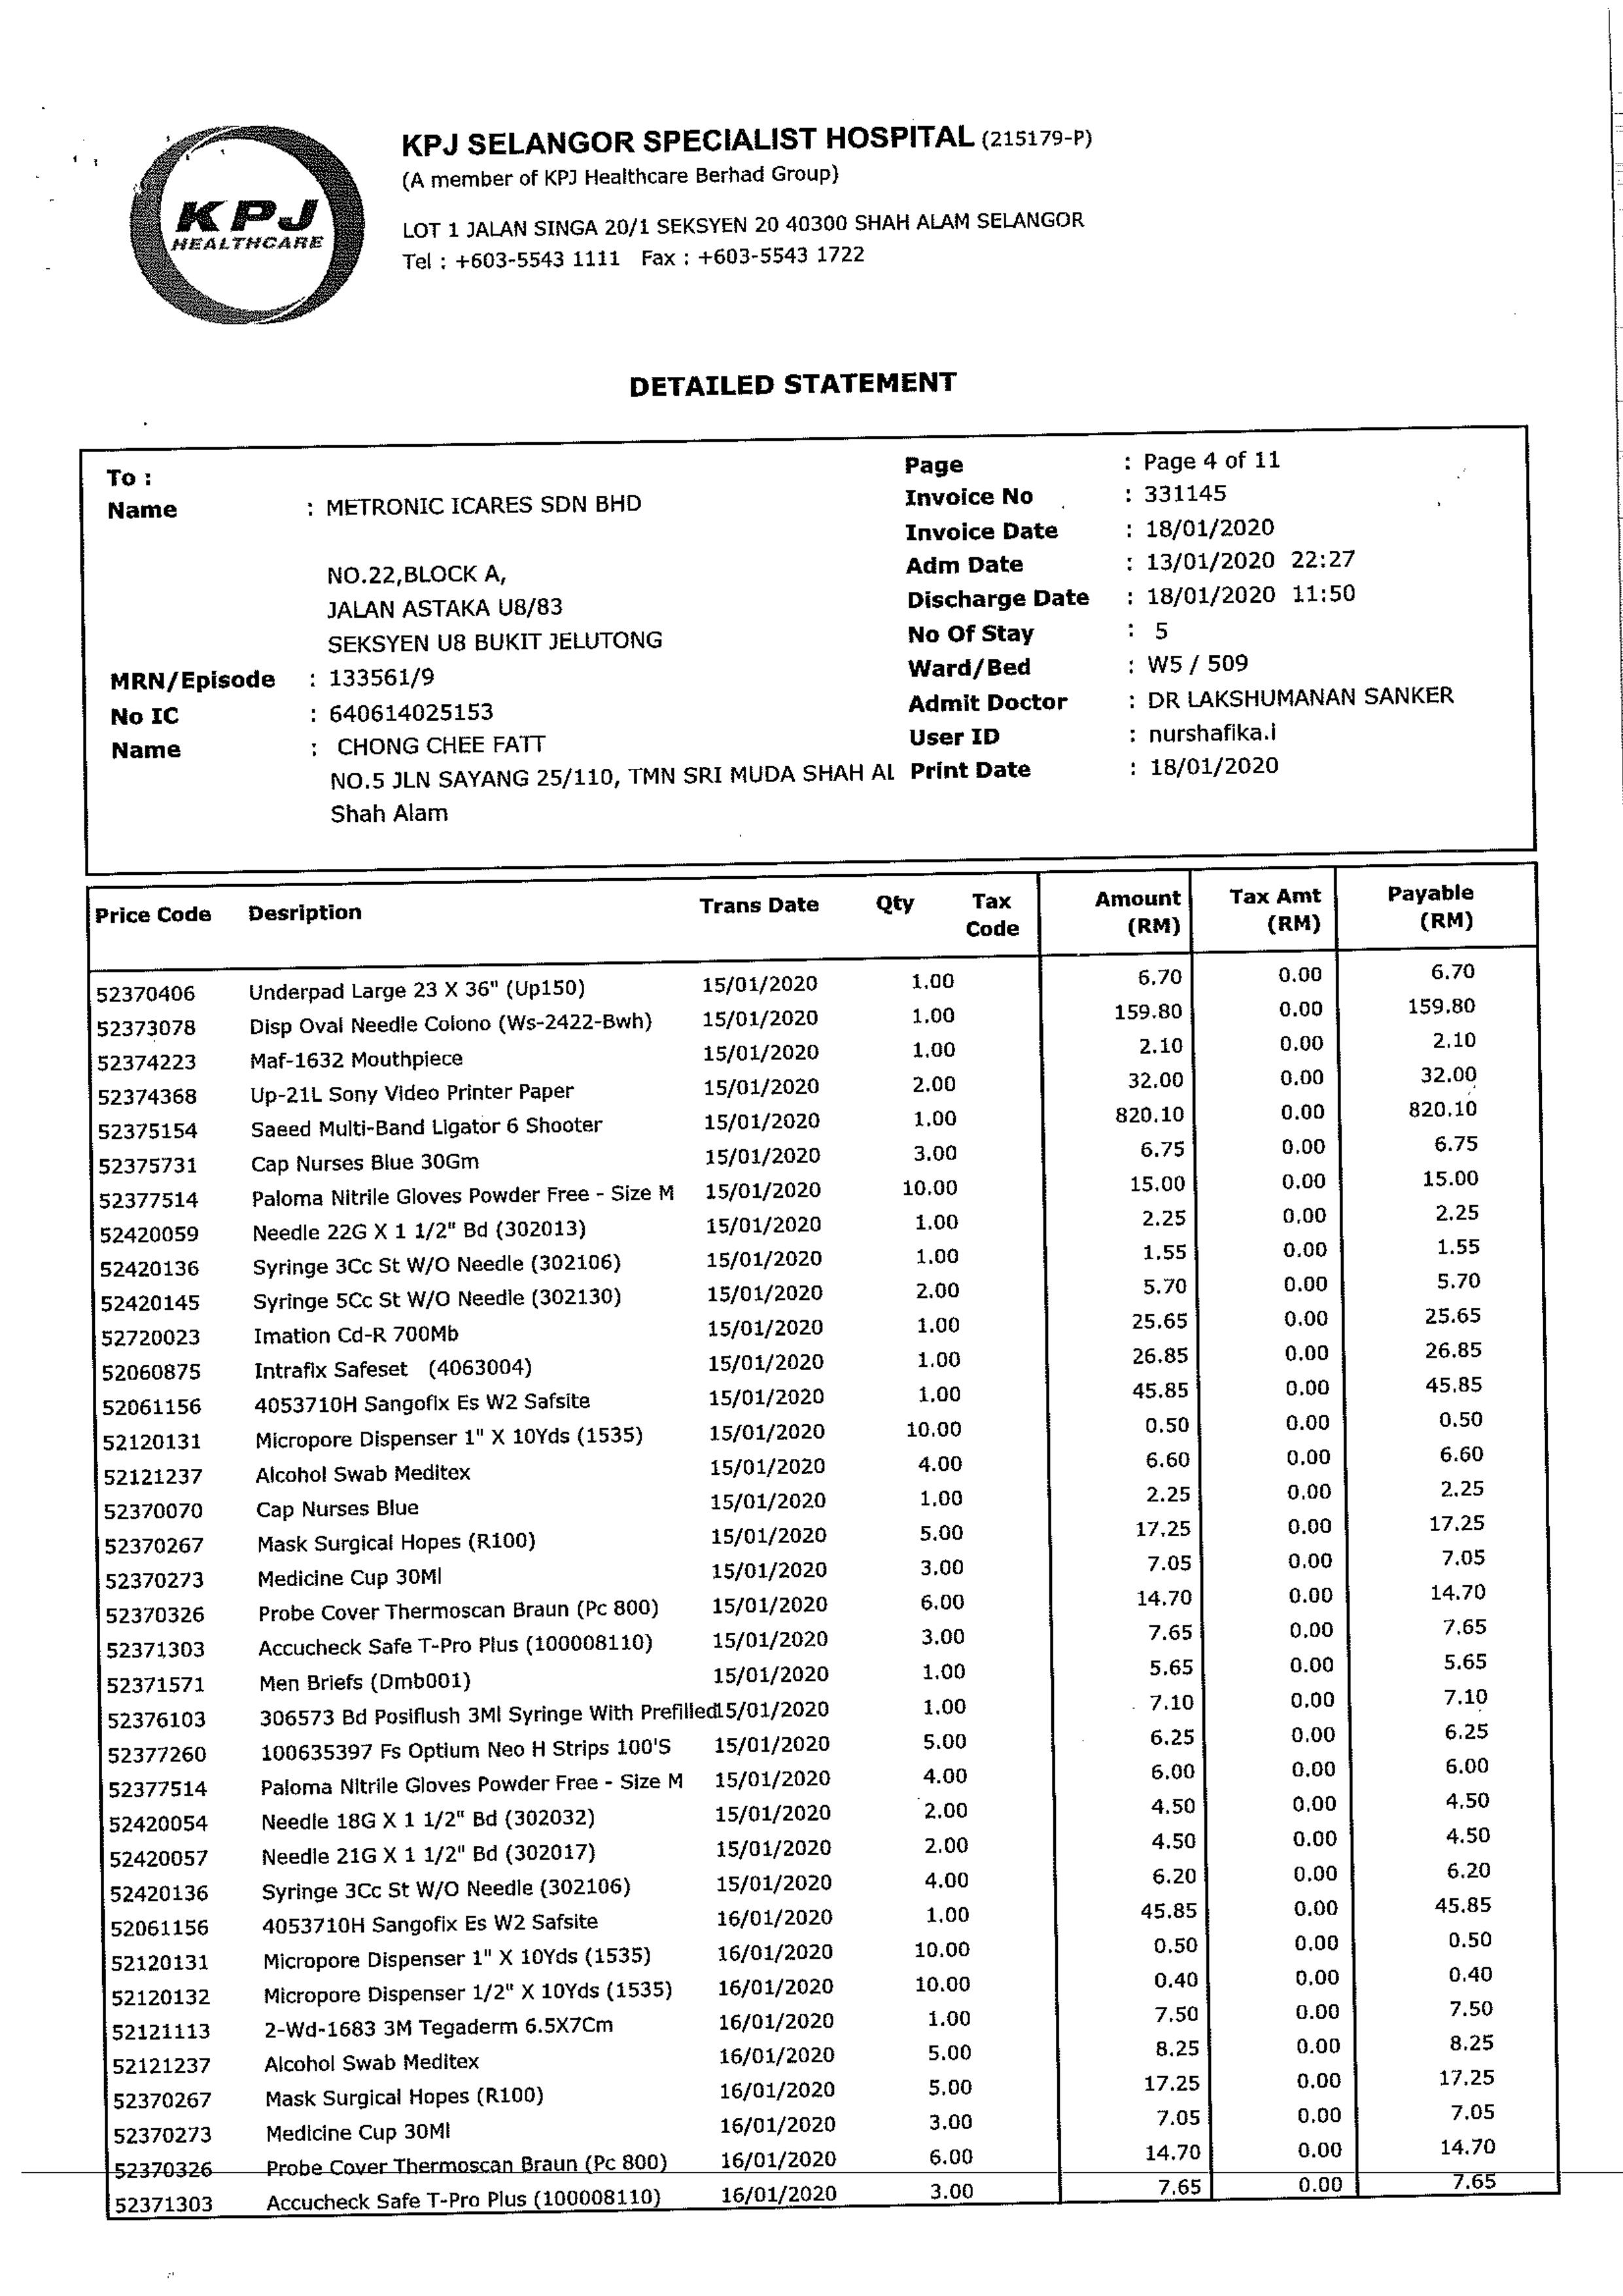 KPJ HEALTHCARE
KPJ SELANGOR SPECIALIST HOSPITAL (215179-P)
(A member of KPJ Healthcare Berhad Group)
LOT 1 JALAN SINGA 20/1 SEKSYEN 20 40300 SHAH ALAM SELANGOR
Tel : +603-5543 1111 Fax : +603-5543 1722
DETAILED STATEMENT
To : Page : Page 4 of 11
Name : METRONIC ICARES SDN BHD Invoice No : 331145
Invoice Date : 18/01/2020
NO.22,BLOCK A, Adm Date : 13/01/2020 22:27
JALAN ASTAKA U8/83 Discharge Date : 18/01/2020 11:50
SEKSYEN U8 BUKIT JELUTONG No Of Stay : 5
MRN/Episode : 133561/9 Ward/Bed : W5 / 509
No IC : 640614025153 Admit Doctor : DR LAKSHUMANAN SANKER
Name : CHONG CHEE FATT User ID : nurshafika.i
NO.5 JLN SAYANG 25/110, TMN SRI MUDA SHAH AL Print Date : 18/01/2020
Shah Alam
Price Code Desription Trans Date Qty Tax Code Amount (RM) Tax Amt (RM) Payable (RM)
52370406 Underpad Large 23 X 36" (Up150) 15/01/2020 1.00 6.70 0.00 6.70
52373078 Disp Oval Needle Colono (Ws-2422-Bwh) 15/01/2020 1.00 159.80 0.00 159.80
52374223 Maf-1632 Mouthpiece 15/01/2020 1.00 2.10 0.00 2.10
52374368 Up-21L Sony Video Printer Paper 15/01/2020 2.00 32.00 0.00 32.00
52375154 Saeed Multi-Band Ligator 6 Shooter 15/01/2020 1.00 820.10 0.00 820.10
52375731 Cap Nurses Blue 30Gm 15/01/2020 3.00 6.75 0.00 6.75
52377514 Paloma Nitrile Gloves Powder Free - Size M 15/01/2020 10.00 15.00 0.00 15.00
52420059 Needle 22G X 1 1/2" Bd (302013) 15/01/2020 1.00 2.25 0.00 2.25
52420136 Syringe 3Cc St W/O Needle (302106) 15/01/2020 1.00 1.55 0.00 1.55
52420145 Syringe 5Cc St W/O Needle (302130) 15/01/2020 2.00 5.70 0.00 5.70
52720023 Imation Cd-R 700Mb 15/01/2020 1.00 25.65 0.00 25.65
52060875 Intrafix Safeset (4063004) 15/01/2020 1.00 26.85 0.00 26.85
52061156 4053710H Sangofix Es W2 Safsite 15/01/2020 1.00 45.85 0.00 45.85
52120131 Micropore Dispenser 1" X 10Yds (1535) 15/01/2020 10.00 0.50 0.00 0.50
52121237 Alcohol Swab Meditex 15/01/2020 4.00 6.60 0.00 6.60
52370070 Cap Nurses Blue 15/01/2020 1.00 2.25 0.00 2.25
52370267 Mask Surgical Hopes (R100) 15/01/2020 5.00 17.25 0.00 17.25
52370273 Medicine Cup 30Ml 15/01/2020 3.00 7.05 0.00 7.05
52370326 Probe Cover Thermoscan Braun (Pc 800) 15/01/2020 6.00 14.70 0.00 14.70
52371303 Accucheck Safe T-Pro Plus (100008110) 15/01/2020 3.00 7.65 0.00 7.65
52371571 Men Briefs (Dmb001) 15/01/2020 1.00 5.65 0.00 5.65
52376103 306573 Bd Posiflush 3Ml Syringe With Prefilled15/01/2020 1.00 7.10 0.00 7.10
52377260 100635397 Fs Optium Neo H Strips 100'S 15/01/2020 5.00 6.25 0.00 6.25
52377514 Paloma Nitrile Gloves Powder Free - Size M 15/01/2020 4.00 6.00 0.00 6.00
52420054 Needle 18G X 1 1/2" Bd (302032) 15/01/2020 2.00 4.50 0.00 4.50
52420057 Needle 21G X 1 1/2" Bd (302017) 15/01/2020 2.00 4.50 0.00 4.50
52420136 Syringe 3Cc St W/O Needle (302106) 15/01/2020 4.00 6.20 0.00 6.20
52061156 4053710H Sangofix Es W2 Safsite 16/01/2020 1.00 45.85 0.00 45.85
52120131 Micropore Dispenser 1" X 10Yds (1535) 16/01/2020 10.00 0.50 0.00 0.50
52120132 Micropore Dispenser 1/2" X 10Yds (1535) 16/01/2020 10.00 0.40 0.00 0.40
52121113 2-Wd-1683 3M Tegaderm 6.5X7Cm 16/01/2020 1.00 7.50 0.00 7.50
52121237 Alcohol Swab Meditex 16/01/2020 5.00 8.25 0.00 8.25
52370267 Mask Surgical Hopes (R100) 16/01/2020 5.00 17.25 0.00 17.25
52370273 Medicine Cup 30Ml 16/01/2020 3.00 7.05 0.00 7.05
52370326 Probe Cover Thermoscan Braun (Pc 800) 16/01/2020 6.00 14.70 0.00 14.70
52371303 Accucheck Safe T-Pro Plus (100008110) 16/01/2020 3.00 7.65 0.00 7.65